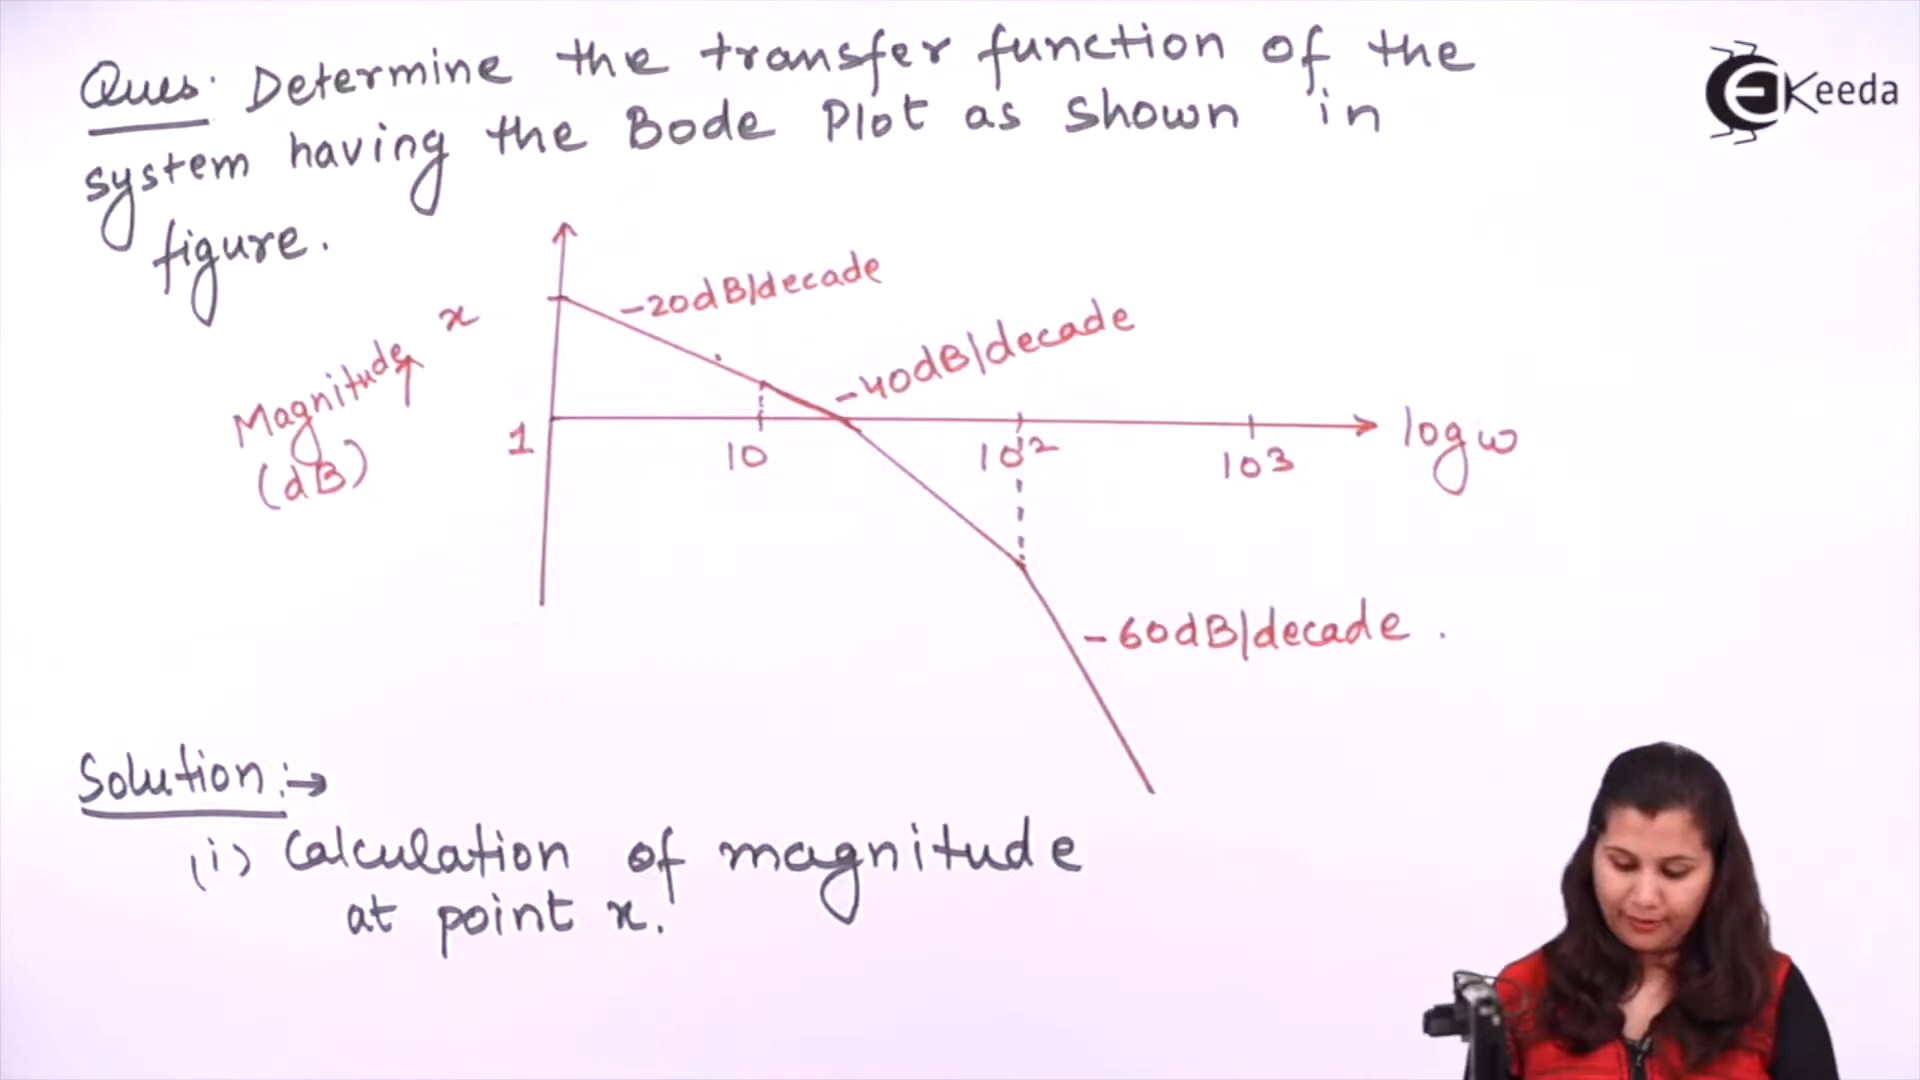 Ques: Determine the transfer function of the
system having the Bode Plot as shown in
figure.
EKeeda
-20dB/decade
x
-40dB/decade
Magnitude
(dB)
1
10
10²
10³
log ω
-60dB/decade.
Solution:→
(i) Calculation of magnitude
at point x.